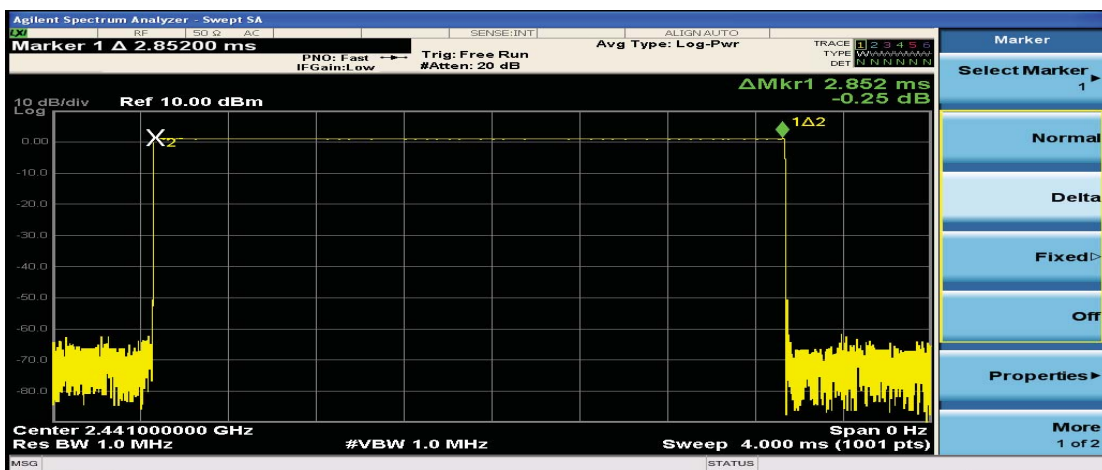 Agilent Spectrum Analyzer - Swept SA
LXI RF 50 Ω AC SENSE:INT ALIGN AUTO
Marker 1 Δ 2.85200 ms
PNO: Fast
IFGain:Low
Trig: Free Run
#Atten: 20 dB
Avg Type: Log-Pwr
TRACE 1 2 3 4 5 6
TYPE WWWWWW
DET N N N N N N
ΔMkr1 2.852 ms
-0.25 dB
10 dB/div Ref 10.00 dBm
Log
1Δ2
X2
0.00
-10.0
-20.0
-30.0
-40.0
-50.0
-60.0
-70.0
-80.0
Center 2.441000000 GHz Span 0 Hz
Res BW 1.0 MHz #VBW 1.0 MHz Sweep 4.000 ms (1001 pts)
MSG STATUS
Marker
Select Marker
1
Normal
Delta
Fixed
Off
Properties
More
1 of 2